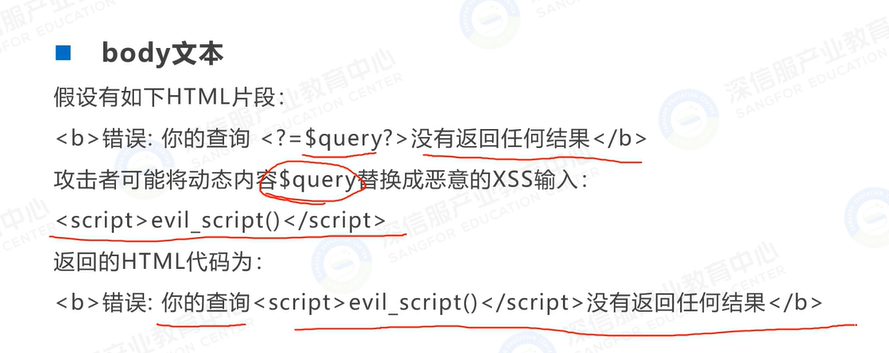 body文本
假设有如下HTML片段：
<b>错误: 你的查询 <?=$query?>没有返回任何结果</b>
攻击者可能将动态内容$query替换成恶意的XSS输入：
<script>evil_script()</script>
返回的HTML代码为：
<b>错误: 你的查询<script>evil_script()</script>没有返回任何结果</b>
深信服产业教育中心
SANGFOR EDUCATION CENTER